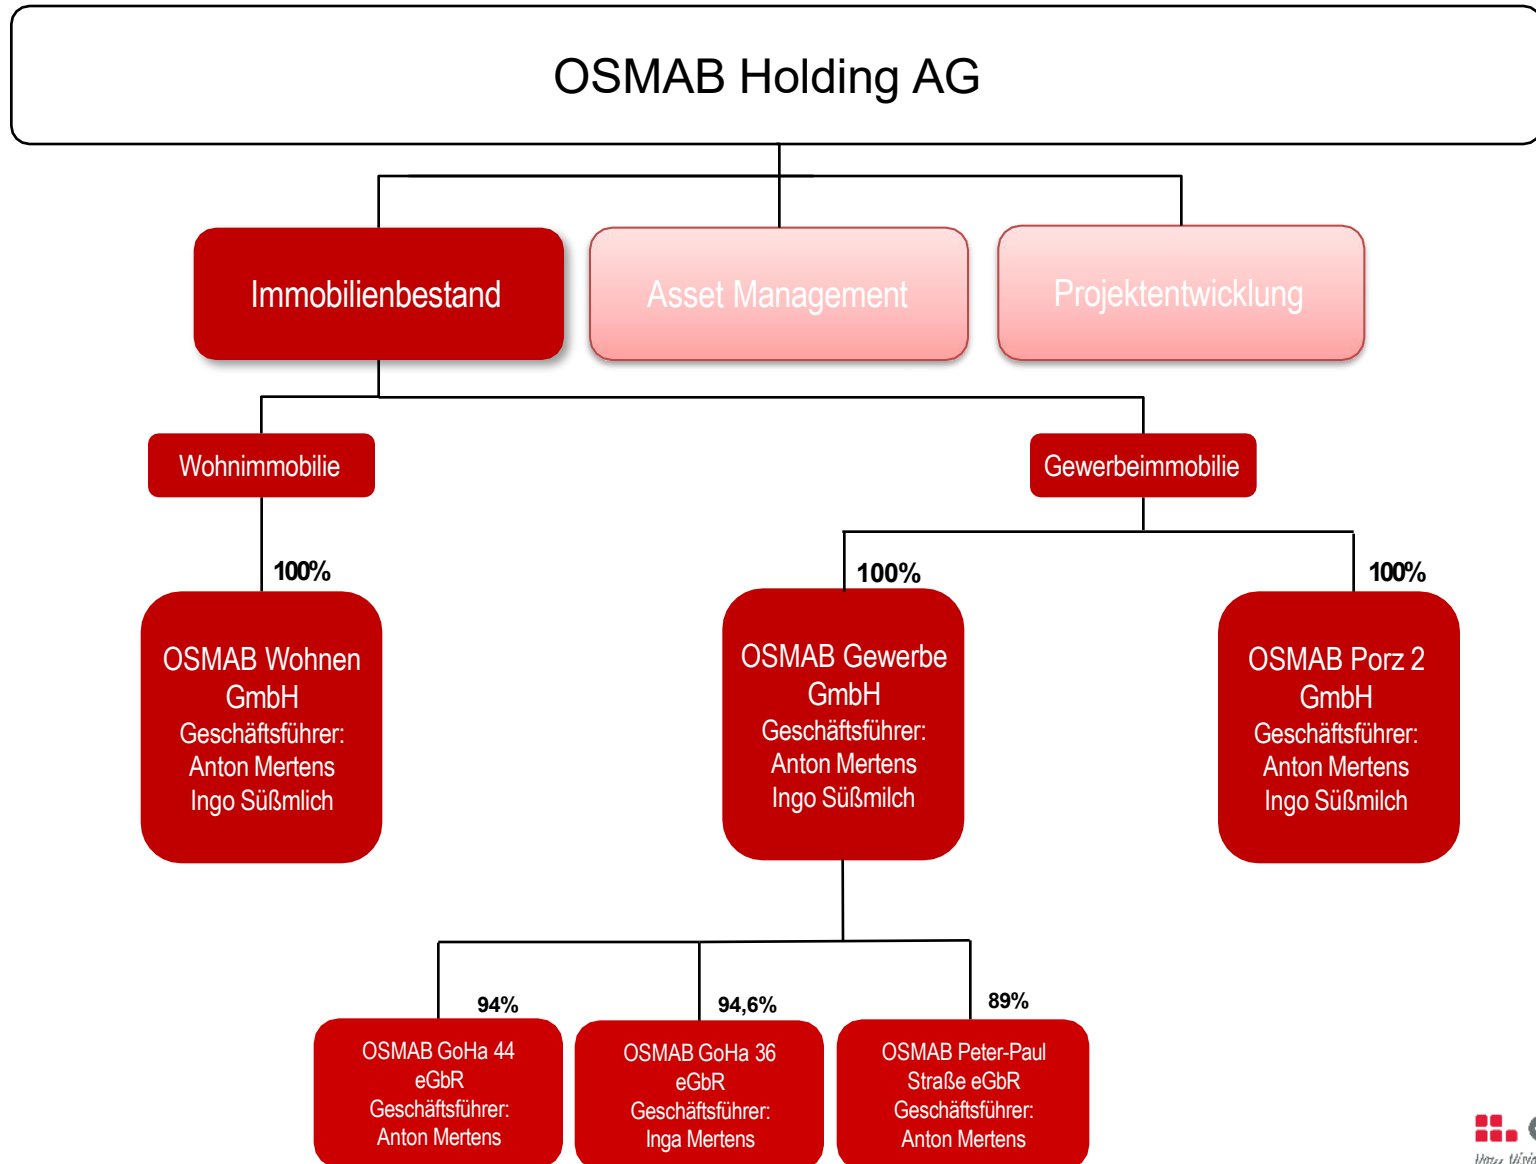 OSMAB Holding AG
Immobilienbestand
Asset Management
Projektentwicklung
Wohnimmobilie
Gewerbeimmobilie
100%
100%
100%
OSMAB Wohnen
GmbH
Geschäftsführer:
Anton Mertens
Ingo Süßmlich
OSMAB Gewerbe
GmbH
Geschäftsführer:
Anton Mertens
Ingo Süßmilch
OSMAB Porz 2
GmbH
Geschäftsführer:
Anton Mertens
Ingo Süßmilch
94%
94,6%
89%
OSMAB GoHa 44
eGbR
Geschäftsführer:
Anton Mertens
OSMAB GoHa 36
eGbR
Geschäftsführer:
Inga Mertens
OSMAB Peter-Paul
Straße eGbR
Geschäftsführer:
Anton Mertens